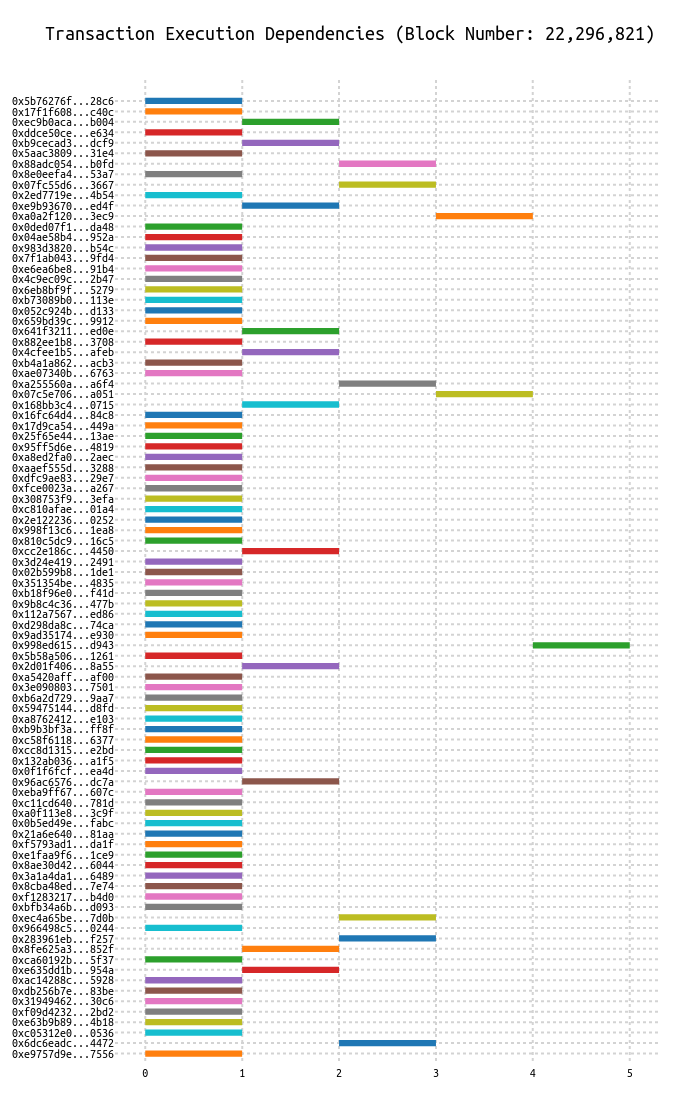 Transaction Execution Dependencies (Block Number: 22,296,821)
0x5b76276f...28c6
0x17f1f608...c40c
0xec9b0aca...b004
0xddce50ce...e634
0xb9cecad3...dcf9
0x5aac3809...31e4
0x88adc054...b0fd
0x8e0eefa4...53a7
0x07fc55d6...3667
0x2ed7719e...4b54
0xe9b93670...ed4f
0xa0a2f120...3ec9
0x0ded07f1...da48
0x04ae58b4...952a
0x983d3820...b54c
0x7f1ab043...9fd4
0xe6ea6be8...91b4
0x4c9ec09c...2b47
0x6eb8bf9f...5279
0xb73089b0...113e
0x052c924b...d133
0x659bd39c...9912
0x641f3211...ed0e
0x882ee1b8...3708
0x4cfee1b5...afeb
0xb4a1a862...acb3
0xae07340b...6763
0xa255560a...a6f4
0x07c5e706...a051
0x168bb3c4...0715
0x16fc64d4...84c8
0x17d9ca54...449a
0x25f65e44...13ae
0x95ff5d6e...4819
0xa8ed2fa0...2aec
0xaaef555d...3288
0xdfc9ae83...29e7
0xfce0023a...a267
0x308753f9...3efa
0xc810afae...01a4
0x2e122236...0252
0x998f13c6...1ea8
0x810c5dc9...16c5
0xcc2e186c...4450
0x3d24e419...2491
0x02b599b8...1de1
0x351354be...4835
0xb18f96e0...f41d
0x9b8c4c36...477b
0x112a7567...ed86
0xd298da8c...74ca
0x9ad35174...e930
0x998ed615...d943
0x5b58a506...1261
0x2d01f406...8a55
0xa5420aff...af00
0x3e090803...7501
0xb6a2d729...9aa7
0x59475144...d8fd
0xa8762412...e103
0xb9b3bf3a...ff8f
0xc58f6118...6377
0xcc8d1315...e2bd
0x132ab036...a1f5
0x0f1f6fcf...ea4d
0x96ac6576...dc7a
0xeba9ff67...607c
0xc11cd640...781d
0xa0f113e8...3c9f
0x0b5ed49e...fabc
0x21a6e640...81aa
0xf5793ad1...da1f
0xe1faa9f6...1ce9
0x8ae30d42...6044
0x3a1a4da1...6489
0x8cba48ed...7e74
0xf1283217...b4d0
0xbfb34a6b...d093
0xec4a65be...7d0b
0x966498c5...0244
0x283961eb...f257
0x8fe625a3...852f
0xca60192b...5f37
0xe635dd1b...954a
0xac14288c...5928
0xdb256b7e...83be
0x31949462...30c6
0xf09d4232...2bd2
0xe63b9b89...4b18
0xc05312e0...0536
0x6dc6eadc...4472
0xe9757d9e...7556
0 1 2 3 4 5